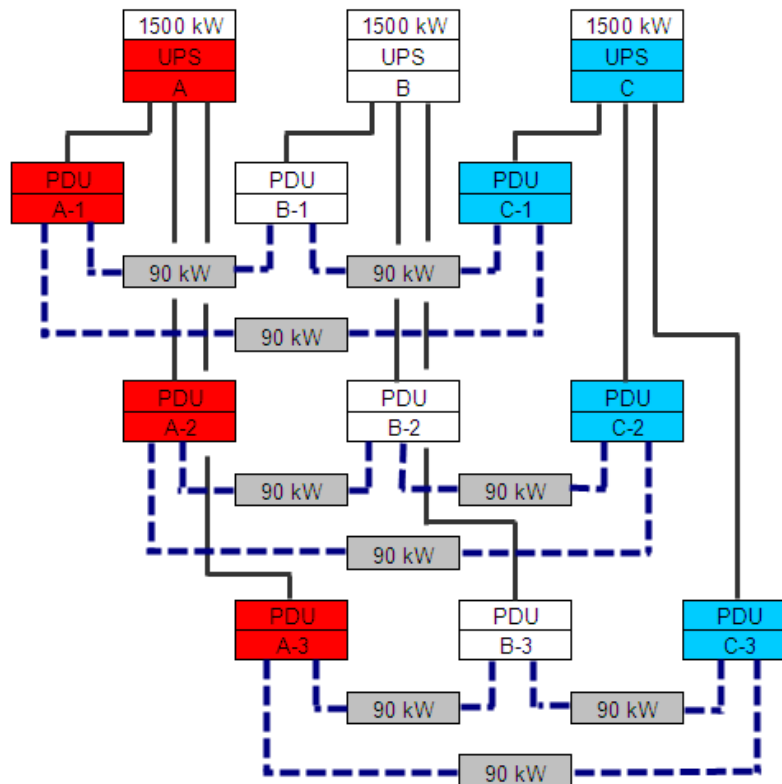 1500 kW
UPS
A
1500 kW
UPS
B
1500 kW
UPS
C
PDU
A-1
PDU
B-1
PDU
C-1
90 kW
90 kW
90 kW
PDU
A-2
PDU
B-2
PDU
C-2
90 kW
90 kW
90 kW
PDU
A-3
PDU
B-3
PDU
C-3
90 kW
90 kW
90 kW